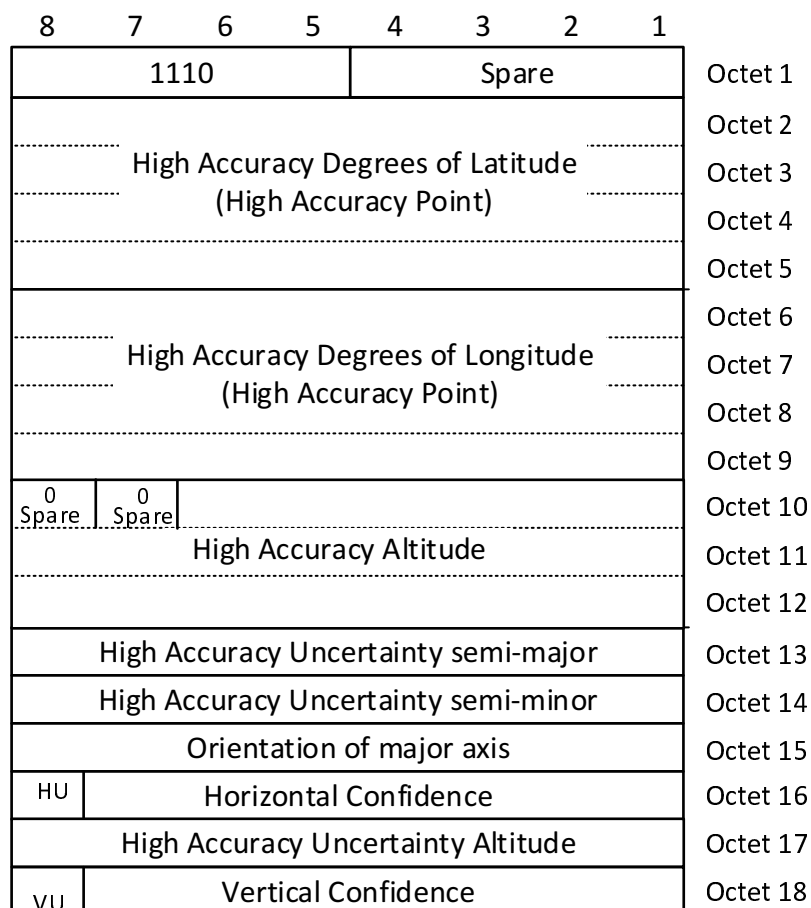 8 7 6 5 4 3 2 1
1110 Spare Octet 1
Octet 2
High Accuracy Degrees of Latitude Octet 3
(High Accuracy Point) Octet 4
Octet 5
Octet 6
High Accuracy Degrees of Longitude Octet 7
(High Accuracy Point) Octet 8
Octet 9
0 0 Octet 10
Spare Spare
High Accuracy Altitude Octet 11
Octet 12
High Accuracy Uncertainty semi-major Octet 13
High Accuracy Uncertainty semi-minor Octet 14
Orientation of major axis Octet 15
HU Horizontal Confidence Octet 16
High Accuracy Uncertainty Altitude Octet 17
VU Vertical Confidence Octet 18